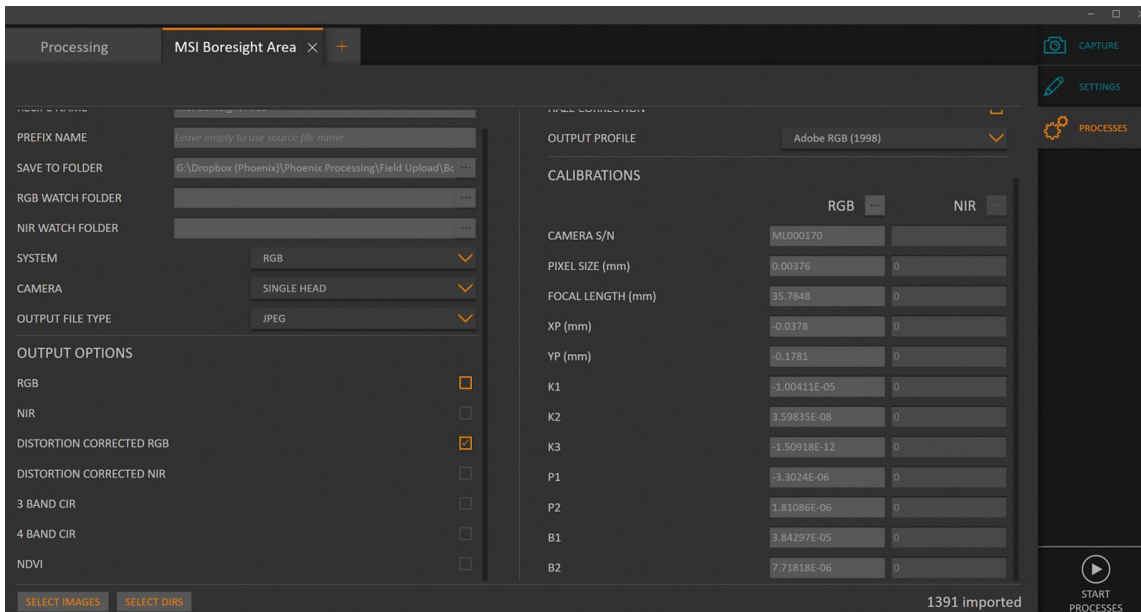 Processing
MSI Boresight Area
CAPTURE
SETTINGS
PROCESSES
RECIPE NAME
MSI Boresight Area
PREFIX NAME
Leave empty to use source file name
SAVE TO FOLDER
G:\Dropbox (Phoenix)\Phoenix Processing\Field Upload\Bc ...
RGB WATCH FOLDER
...
NIR WATCH FOLDER
...
SYSTEM
RGB
CAMERA
SINGLE HEAD
OUTPUT FILE TYPE
JPEG
OUTPUT OPTIONS
RGB
NIR
DISTORTION CORRECTED RGB
DISTORTION CORRECTED NIR
3 BAND CIR
4 BAND CIR
NDVI
SELECT IMAGES
SELECT DIRS
HAZE CORRECTION
OUTPUT PROFILE
Adobe RGB (1998)
CALIBRATIONS
RGB ... NIR ...
CAMERA S/N ML000170
PIXEL SIZE (mm) 0.00376 0
FOCAL LENGTH (mm) 35.7848 0
XP (mm) -0.0378 0
YP (mm) -0.1781 0
K1 -1.00411E-05 0
K2 3.59835E-08 0
K3 -1.50918E-12 0
P1 -3.3024E-06 0
P2 1.81086E-06 0
B1 3.84297E-05 0
B2 7.71818E-06 0
1391 imported
START
PROCESSES